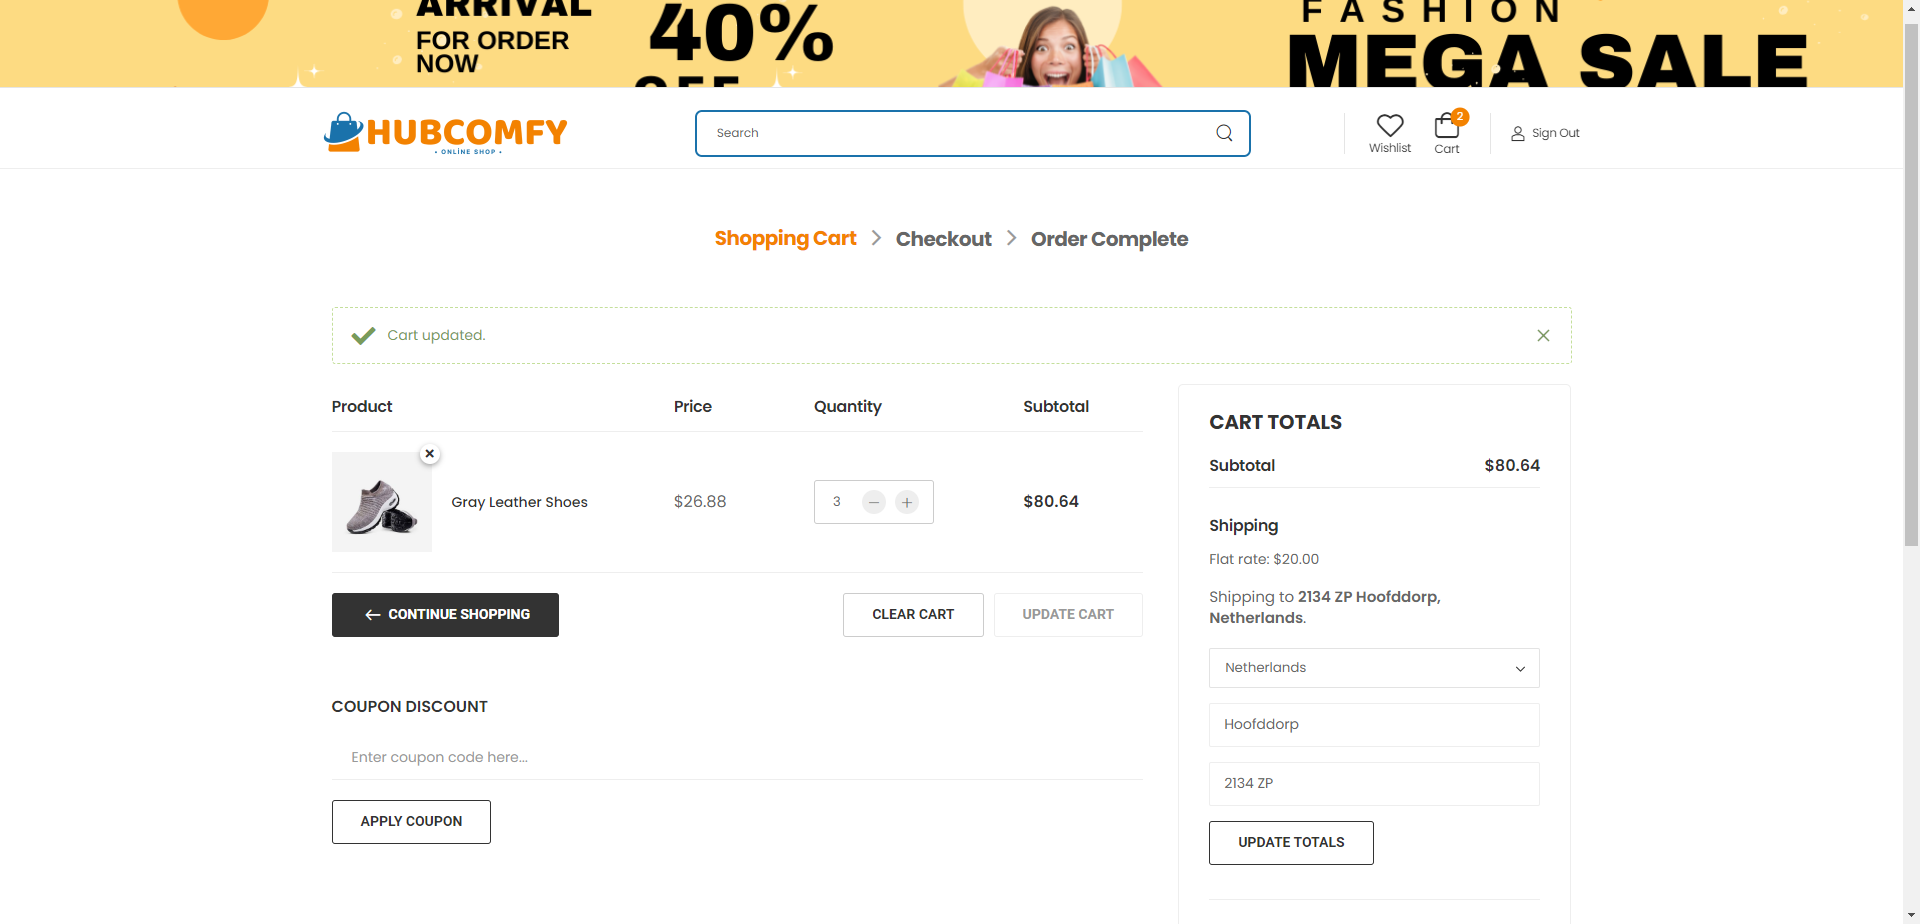 ARRIVAL
FOR ORDER
NOW
40%
OFF
FASHION
MEGA SALE
HUBCOMFY
• ONLINE SHOP •
Search
Wishlist
2
Cart
Sign Out
Shopping Cart
Checkout
Order Complete
Cart updated.
Product Price Quantity Subtotal
Gray Leather Shoes $26.88 3 − + $80.64
CONTINUE SHOPPING
CLEAR CART
UPDATE CART
COUPON DISCOUNT
Enter coupon code here...
APPLY COUPON
CART TOTALS
Subtotal $80.64
Shipping
Flat rate: $20.00
Shipping to 2134 ZP Hoofddorp,
Netherlands.
Netherlands
Hoofddorp
2134 ZP
UPDATE TOTALS